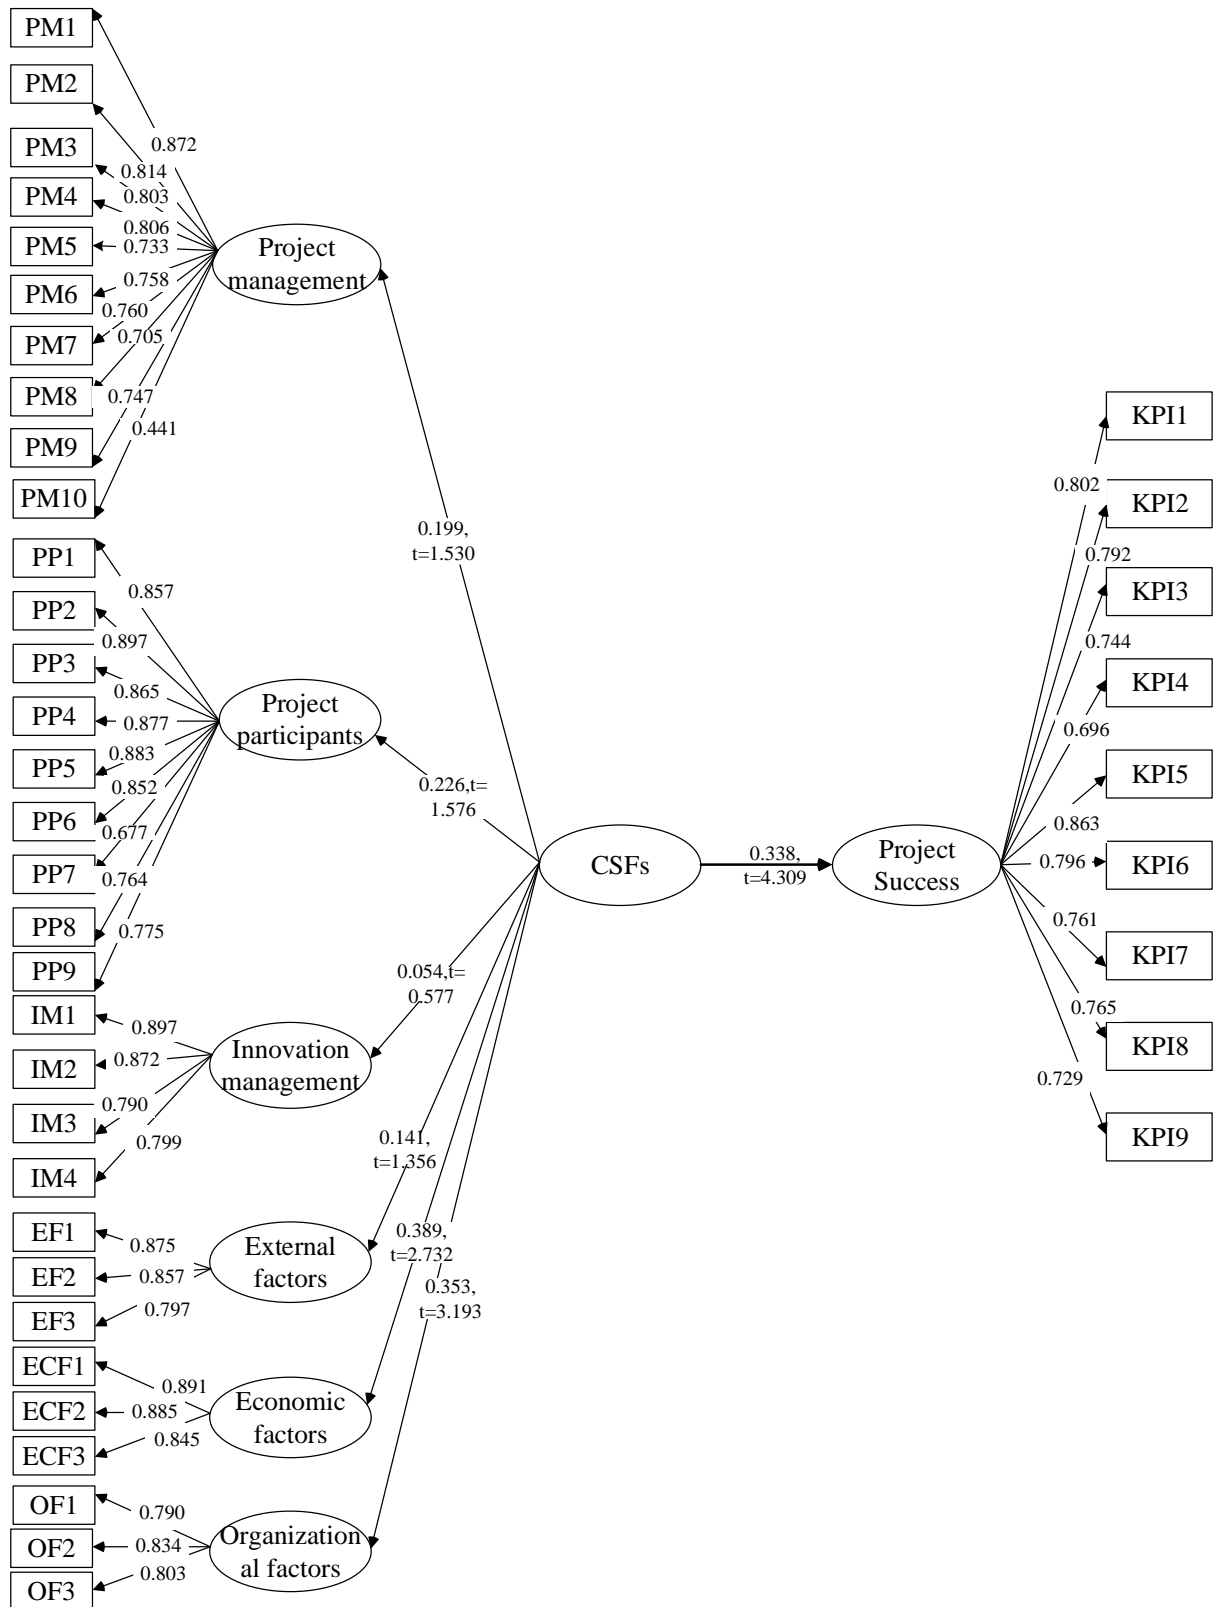 PM1
PM2
PM3
PM4
PM5
PM6
PM7
PM8
PM9
PM10
0.872
0.814
0.803
0.806
0.733
0.758
0.760
0.705
0.747
0.441
Project
management
PP1
PP2
PP3
PP4
PP5
PP6
PP7
PP8
PP9
0.857
0.897
0.865
0.877
0.883
0.852
0.677
0.764
0.775
Project
participants
IM1
IM2
IM3
IM4
0.897
0.872
0.790
0.799
Innovation
management
EF1
EF2
EF3
0.875
0.857
0.797
External
factors
ECF1
ECF2
ECF3
0.891
0.885
0.845
Economic
factors
OF1
OF2
OF3
0.790
0.834
0.803
Organization
al factors
0.199,
t=1.530
0.226,t=
1.576
0.054,t=
0.577
0.141,
t=1.356
0.389,
t=2.732
0.353,
t=3.193
CSFs
0.338,
t=4.309
Project
Success
0.802
0.792
0.744
0.696
0.863
0.796
0.761
0.765
0.729
KPI1
KPI2
KPI3
KPI4
KPI5
KPI6
KPI7
KPI8
KPI9